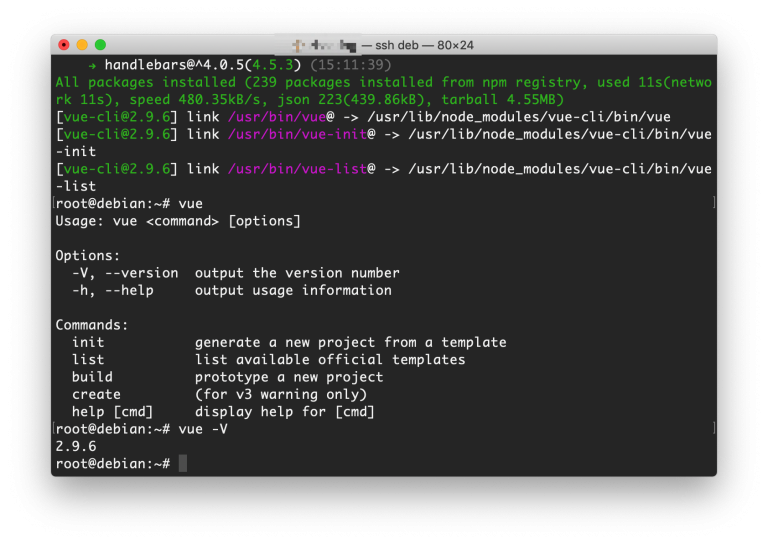 — ssh deb — 80×24
→ handlebars@^4.0.5(4.5.3) (15:11:39)
All packages installed (239 packages installed from npm registry, used 11s(netwo
rk 11s), speed 480.35kB/s, json 223(439.86kB), tarball 4.55MB)
[vue-cli@2.9.6] link /usr/bin/vue@ -> /usr/lib/node_modules/vue-cli/bin/vue
[vue-cli@2.9.6] link /usr/bin/vue-init@ -> /usr/lib/node_modules/vue-cli/bin/vue
-init
[vue-cli@2.9.6] link /usr/bin/vue-list@ -> /usr/lib/node_modules/vue-cli/bin/vue
-list
[root@debian:~# vue ]
Usage: vue <command> [options]
Options:
-V, --version output the version number
-h, --help output usage information
Commands:
init generate a new project from a template
list list available official templates
build prototype a new project
create (for v3 warning only)
help [cmd] display help for [cmd]
[root@debian:~# vue -V ]
2.9.6
root@debian:~#